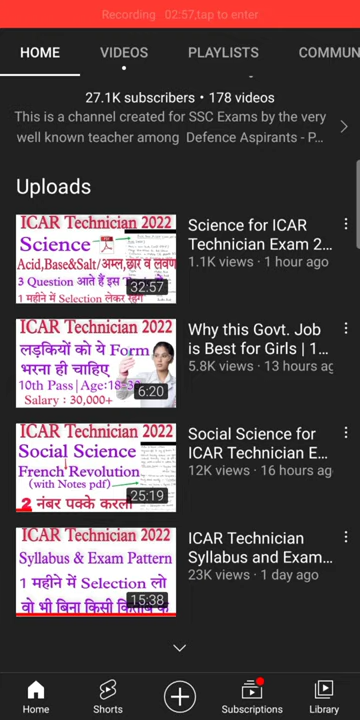 Recording 02:57,tap to enter
HOME VIDEOS PLAYLISTS COMMUN
27.1K subscribers • 178 videos
This is a channel created for SSC Exams by the very
well known teacher among Defence Aspirants - P...
Uploads
ICAR Technician 2022
Science PDF
Acid,Base&Salt/अम्ल,क्षार व लवण
3 Question आते हैं इस
1 महीने में Selection लेकर रहेंगे
32:57
Science for ICAR
Technician Exam 2...
1.1K views · 1 hour ago
ICAR Technician 2022
लड़कियों को ये Form
भरना ही चाहिए
10th Pass|Age:18-30
Salary : 30,000+
6:20
Why this Govt. Job
is Best for Girls | 1...
5.8K views · 13 hours ag
ICAR Technician 2022
Social Science
French Revolution
(with Notes pdf)
2 नंबर पक्के करलो
25:19
Social Science for
ICAR Technician E...
12K views · 16 hours ag
ICAR Technician 2022
Syllabus & Exam Pattern
1 महीने में Selection लो
वो भी बिना किसी किताब के
15:38
ICAR Technician
Syllabus and Exam...
23K views · 1 day ago
Home Shorts Subscriptions Library